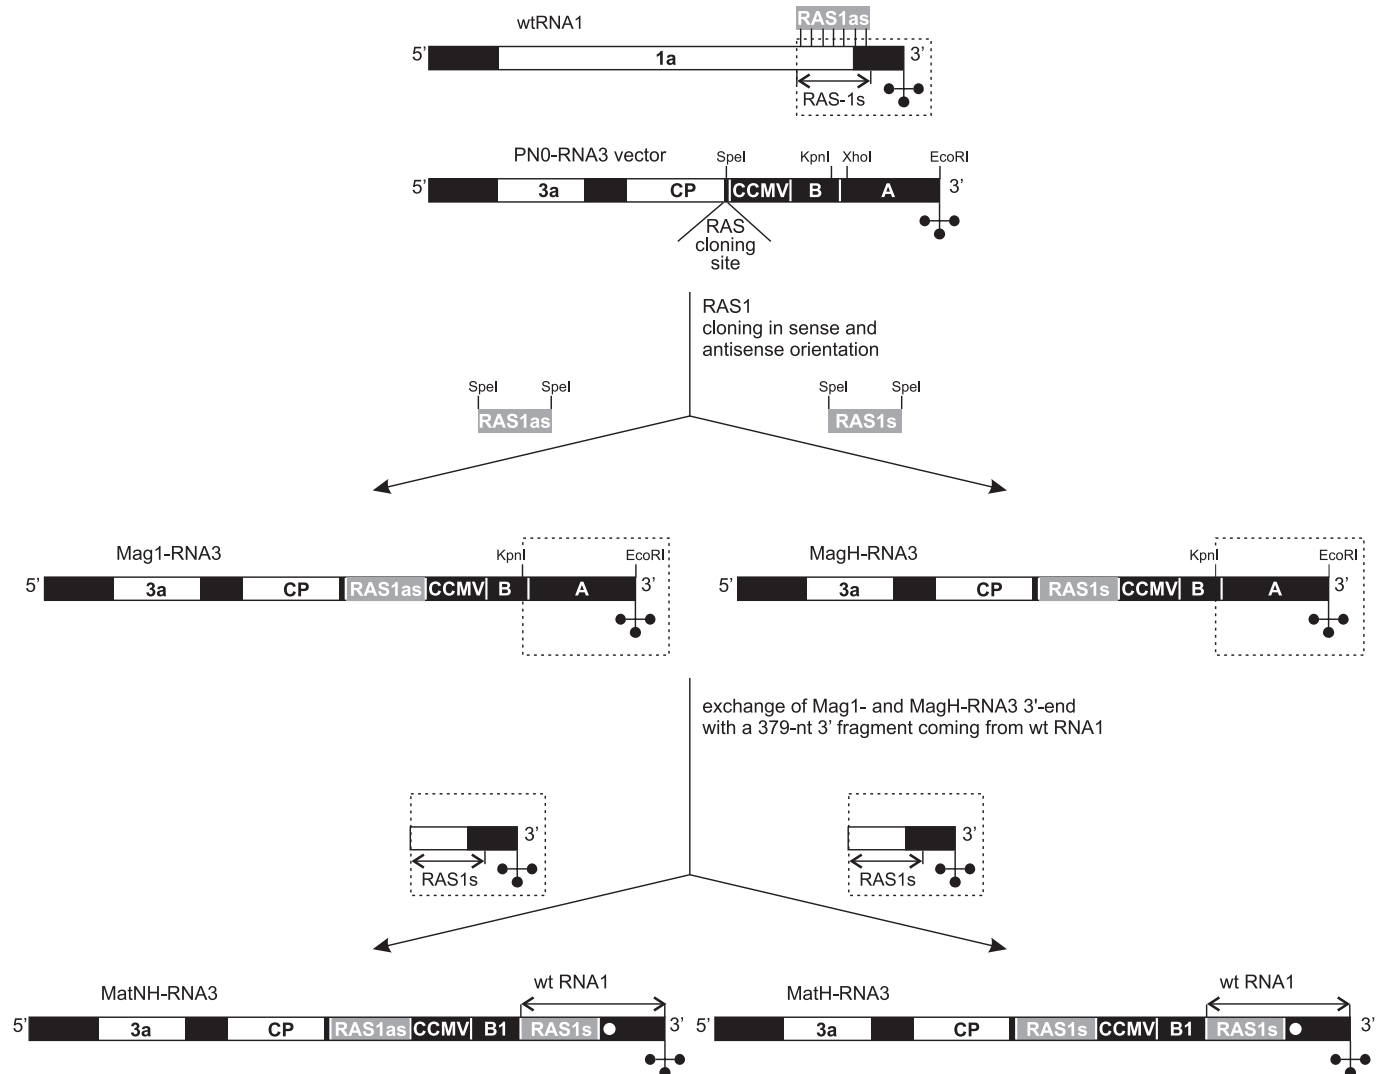 wtRNA1
RAS1as
5’
1a
3’
RAS-1s
PN0-RNA3 vector
SpeI
KpnI
XhoI
EcoRI
5’
3a
CP
CCMV
B
A
3’
RAS
cloning
site
RAS1
cloning in sense and
antisense orientation
SpeI
SpeI
RAS1as
SpeI
SpeI
RAS1s
Mag1-RNA3
KpnI
EcoRI
5’
3a
CP
RAS1as
CCMV
B
A
3’
MagH-RNA3
KpnI
EcoRI
5’
3a
CP
RAS1s
CCMV
B
A
3’
exchange of Mag1- and MagH-RNA3 3'-end
with a 379-nt 3’ fragment coming from wt RNA1
3’
RAS1s
3’
RAS1s
MatNH-RNA3
wt RNA1
5’
3a
CP
RAS1as
CCMV
B1
RAS1s
3’
MatH-RNA3
wt RNA1
5’
3a
CP
RAS1s
CCMV
B1
RAS1s
3’